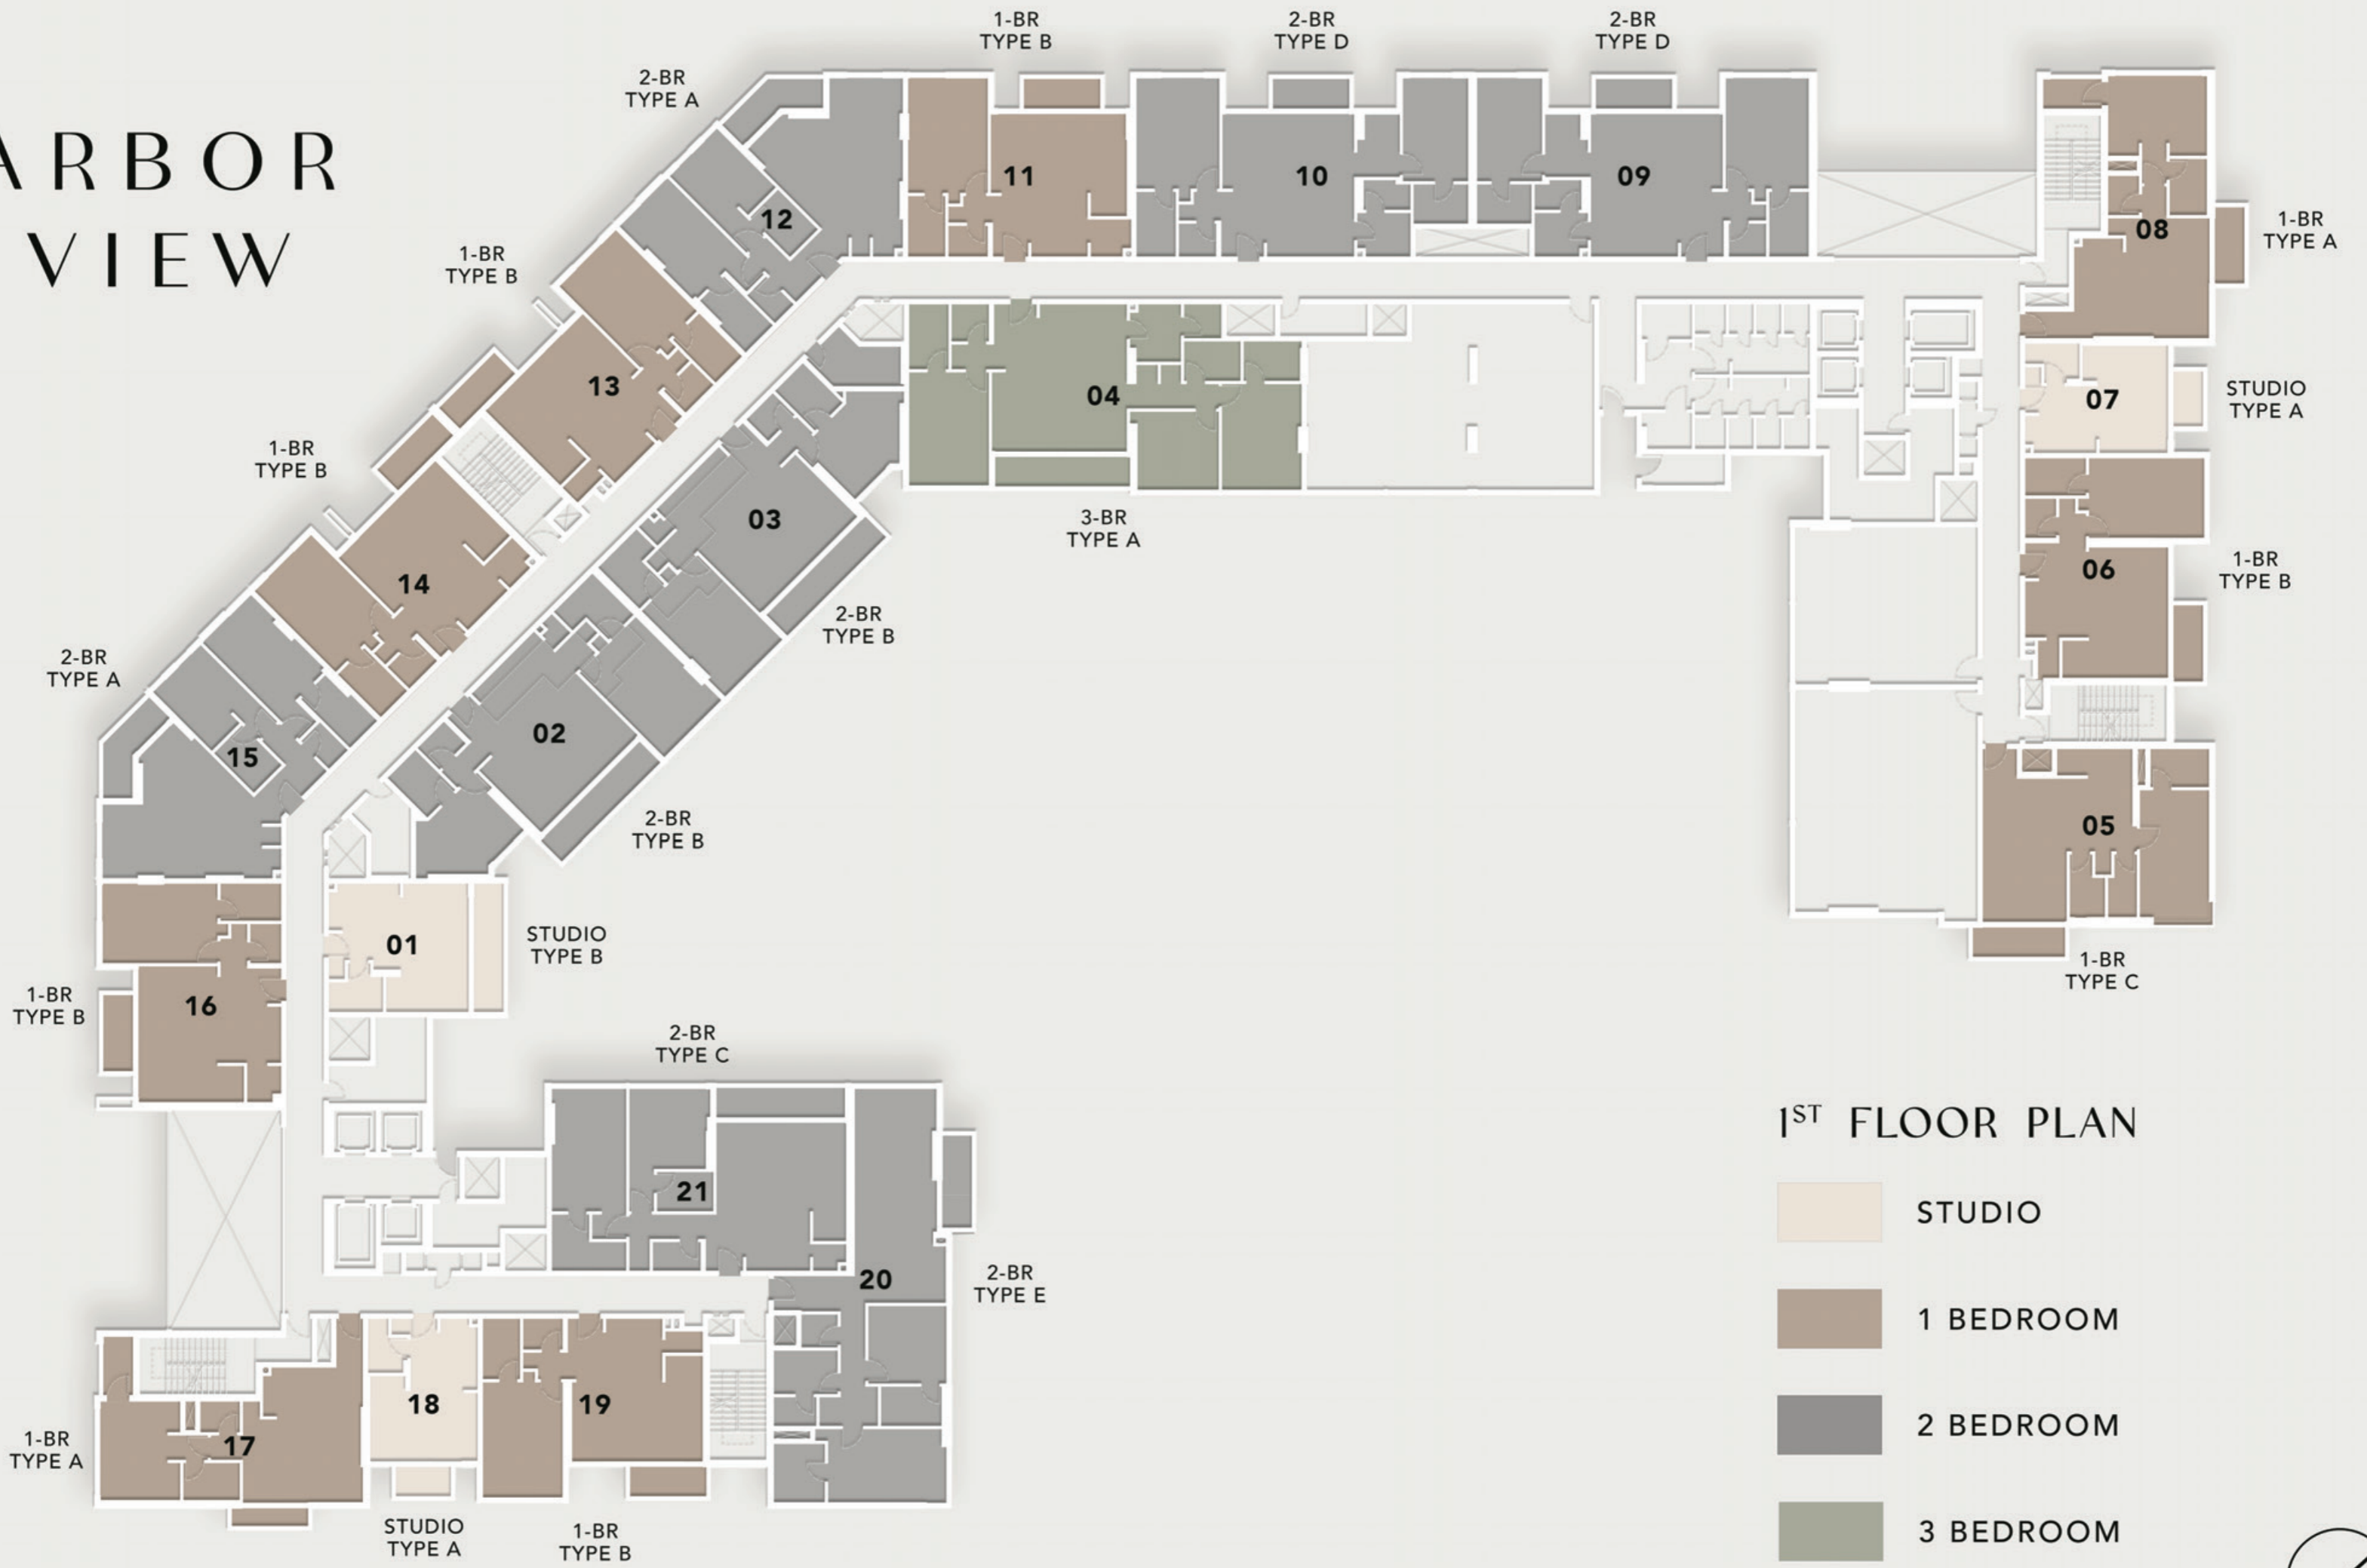 ARBOR
VIEW
1-BR
TYPE B
2-BR
TYPE D
2-BR
TYPE D
2-BR
TYPE A
11
10
09
08
1-BR
TYPE A
12
1-BR
TYPE B
13
04
07
STUDIO
TYPE A
1-BR
TYPE B
03
3-BR
TYPE A
14
06
1-BR
TYPE B
2-BR
TYPE B
2-BR
TYPE A
02
15
2-BR
TYPE B
05
1-BR
TYPE C
01
STUDIO
TYPE B
1-BR
TYPE B
16
2-BR
TYPE C
21
20
2-BR
TYPE E
1-BR
TYPE A
17
18
19
STUDIO
TYPE A
1-BR
TYPE B
1ST FLOOR PLAN
STUDIO
1 BEDROOM
2 BEDROOM
3 BEDROOM